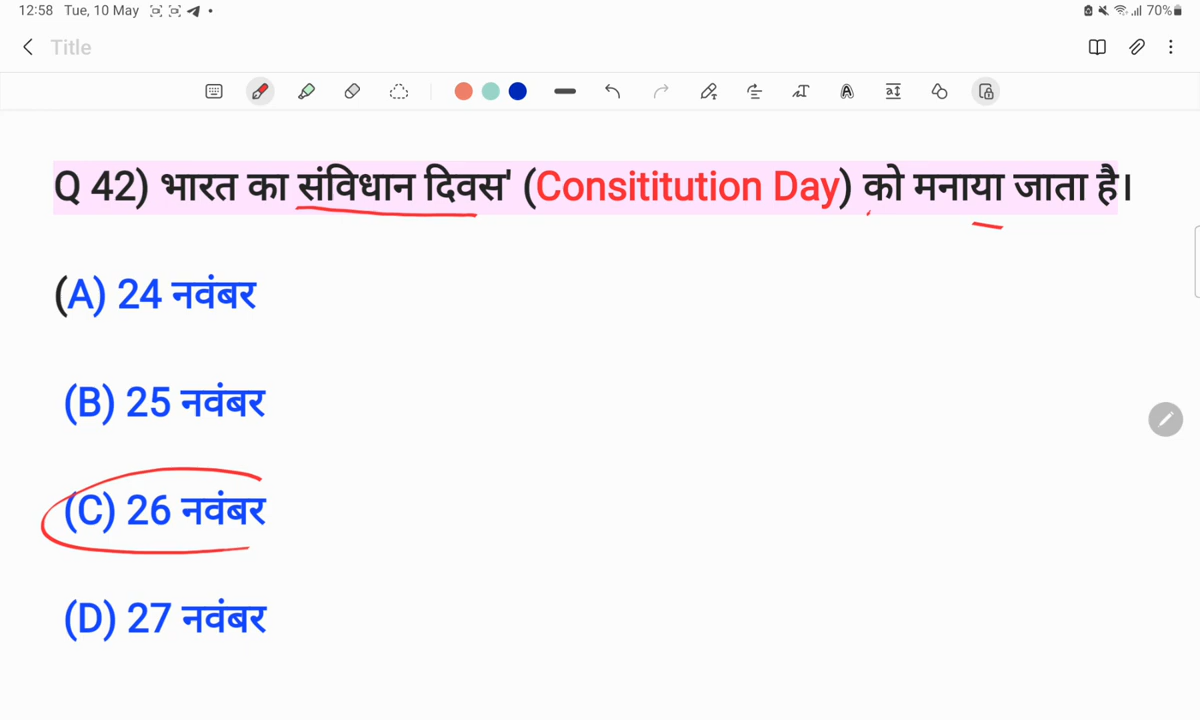 12:58 Tue, 10 May 70%
Title
Q 42) भारत का संविधान दिवस' (Consititution Day) को मनाया जाता है।
(A) 24 नवंबर
(B) 25 नवंबर
(C) 26 नवंबर
(D) 27 नवंबर